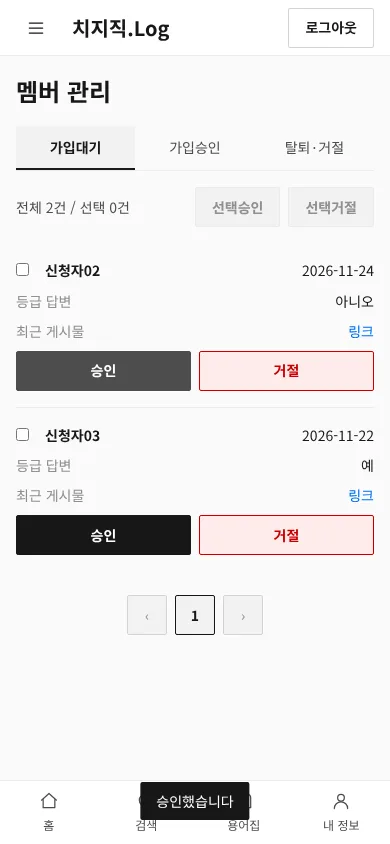 치지직.Log
로그아웃
멤버 관리
가입대기
가입승인
탈퇴·거절
전체 2건 / 선택 0건
선택승인
선택거절
신청자02
2026-11-24
등급 답변
아니오
최근 게시물
링크
승인
거절
신청자03
2026-11-22
등급 답변
예
최근 게시물
링크
승인
거절
‹
1
›
승인했습니다
홈
검색
용어집
내 정보